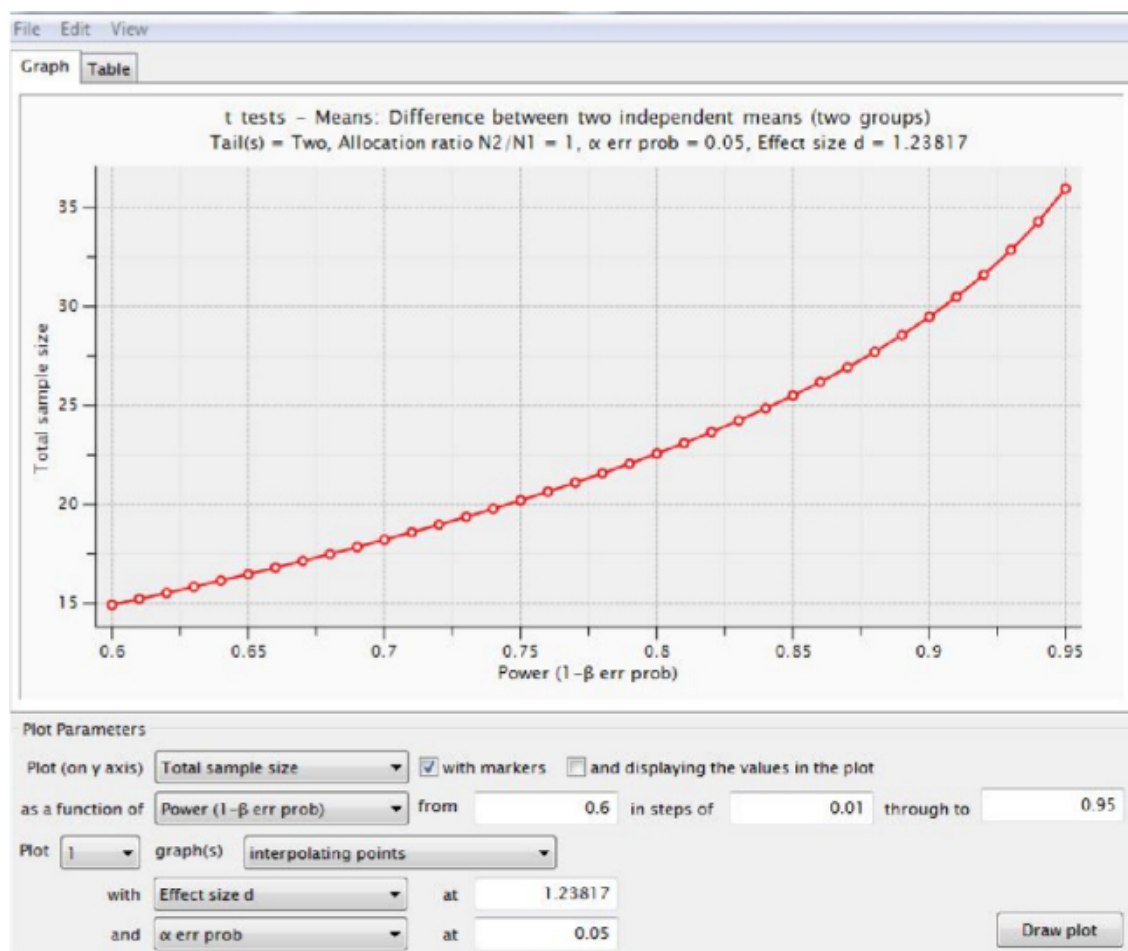 File Edit View
Graph Table
t tests – Means: Difference between two independent means (two groups)
Tail(s) = Two, Allocation ratio N2/N1 = 1, α err prob = 0.05, Effect size d = 1.23817
35
30
25
20
15
Total sample size
0.6 0.65 0.7 0.75 0.8 0.85 0.9 0.95
Power (1-β err prob)
Plot Parameters
Plot (on y axis) Total sample size with markers and displaying the values in the plot
as a function of Power (1-β err prob) from 0.6 in steps of 0.01 through to 0.95
Plot 1 graph(s) interpolating points
with Effect size d at 1.23817
and α err prob at 0.05 Draw plot